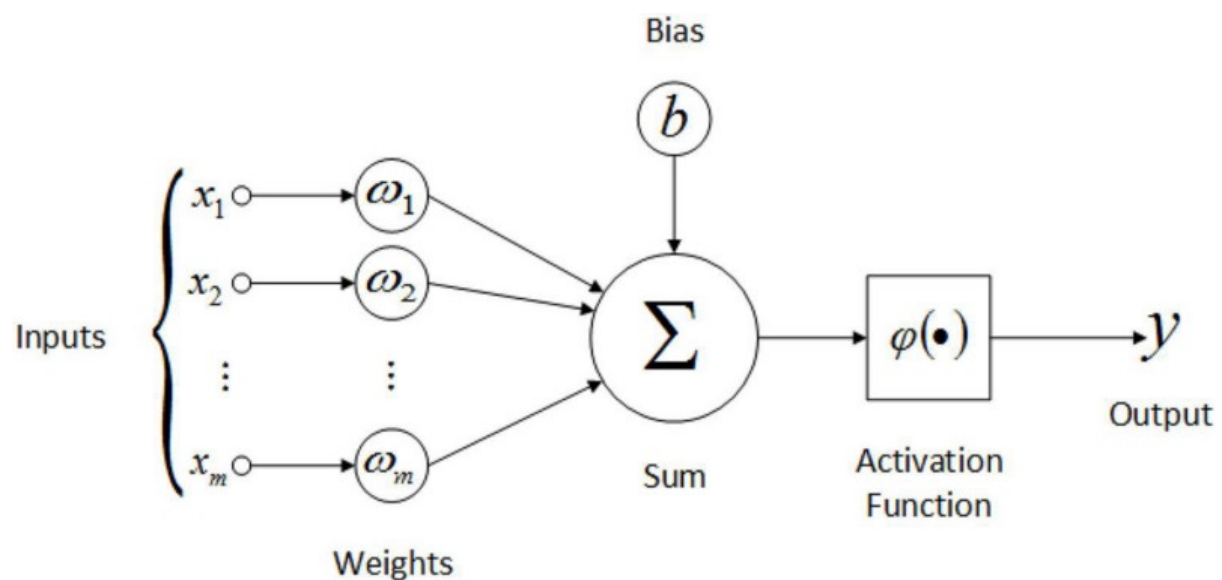 Bias
b
x₁ ω₁
x₂ ω₂
Inputs
⋮ ⋮
Σ
φ(•)
y
Output
xₘ ωₘ
Sum
Activation
Function
Weights